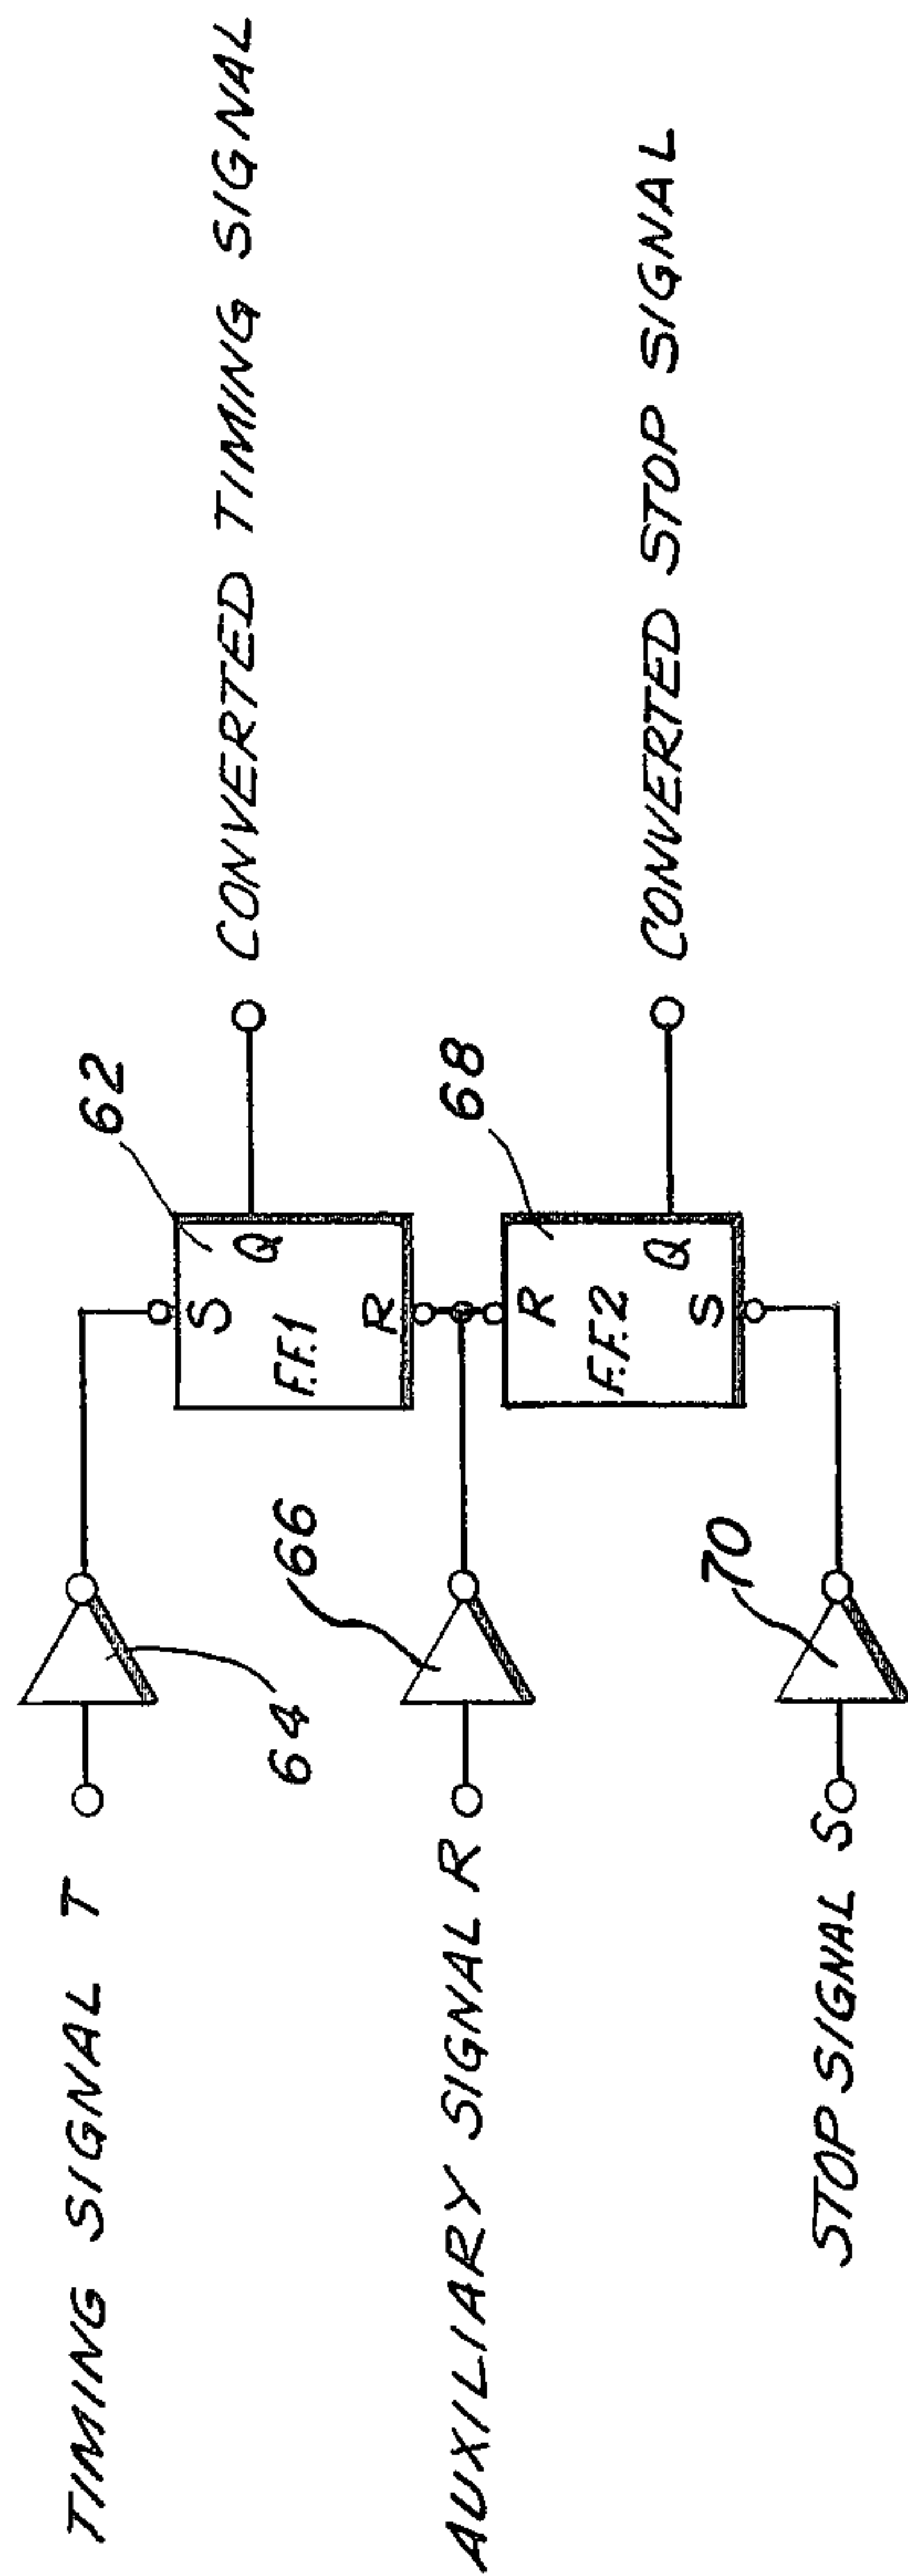 TIMING SIGNAL T
64
S
Q
F.F.1
R
62
CONVERTED TIMING SIGNAL
AUXILIARY SIGNAL R
66
R
F.F.2
Q
S
68
CONVERTED STOP SIGNAL
STOP SIGNAL S
70